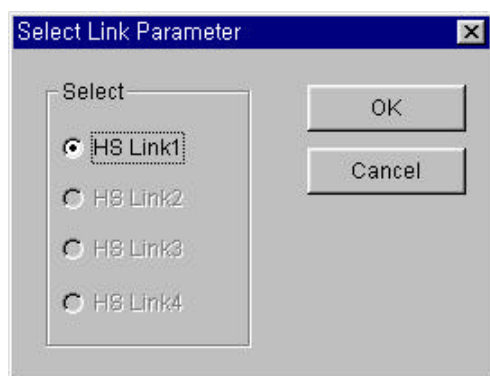 Select Link Parameter
Select
HS Link1
HS Link2
HS Link3
HS Link4
OK
Cancel